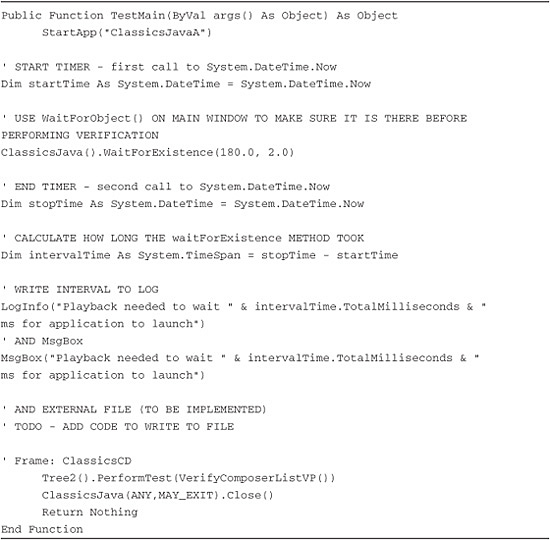 Public Function TestMain(ByVal args() As Object) As Object
StartApp("ClassicsJavaA")
' START TIMER - first call to System.DateTime.Now
Dim startTime As System.DateTime = System.DateTime.Now
' USE WaitForObject() ON MAIN WINDOW TO MAKE SURE IT IS THERE BEFORE
PERFORMING VERIFICATION
ClassicsJava().WaitForExistence(180.0, 2.0)
' END TIMER - second call to System.DateTime.Now
Dim stopTime As System.DateTime = System.DateTime.Now
' CALCULATE HOW LONG THE waitForExistence METHOD TOOK
Dim intervalTime As System.TimeSpan = stopTime - startTime
' WRITE INTERVAL TO LOG
LogInfo("Playback needed to wait " & intervalTime.TotalMilliseconds & "
ms for application to launch")
' AND MsgBox
MsgBox("Playback needed to wait " & intervalTime.TotalMilliseconds & "
ms for application to launch")
' AND EXTERNAL FILE (TO BE IMPLEMENTED)
' TODO - ADD CODE TO WRITE TO FILE
' Frame: ClassicsCD
Tree2().PerformTest(VerifyComposerListVP())
ClassicsJava(ANY,MAY_EXIT).Close()
Return Nothing
End Function